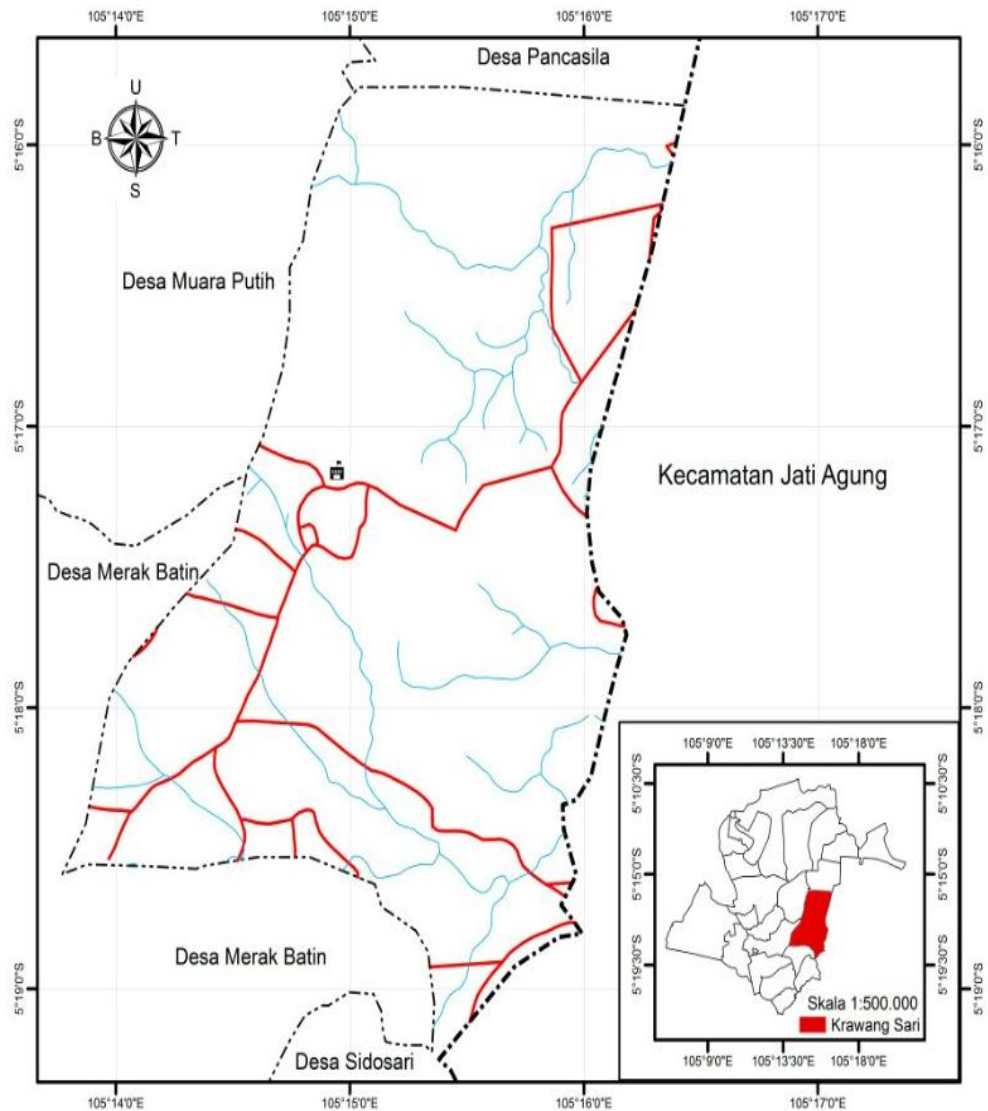 105°14'0"E 105°15'0"E 105°16'0"E 105°17'0"E
Desa Pancasila
U
B T
S
5°16'0"S 5°16'0"S
Desa Muara Putih
5°17'0"S 5°17'0"S
Kecamatan Jati Agung
Desa Merak Batin
5°18'0"S 5°18'0"S
105°9'0"E 105°13'30"E 105°18'0"E
5°10'30"S 5°10'30"S
5°15'0"S 5°15'0"S
5°19'30"S 5°19'30"S
Skala 1:500.000
Krawang Sari
105°9'0"E 105°13'30"E 105°18'0"E
Desa Merak Batin
5°19'0"S 5°19'0"S
Desa Sidosari
105°14'0"E 105°15'0"E 105°16'0"E 105°17'0"E